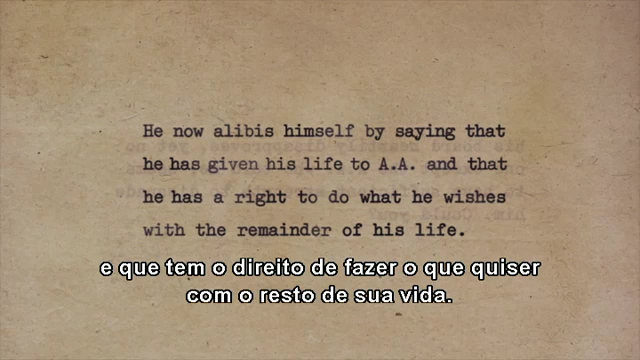 He now alibis himself by saying that
he has given his life to A.A. and that
he has a right to do what he wishes
with the remainder of his life.
e que tem o direito de fazer o que quiser
com o resto de sua vida.